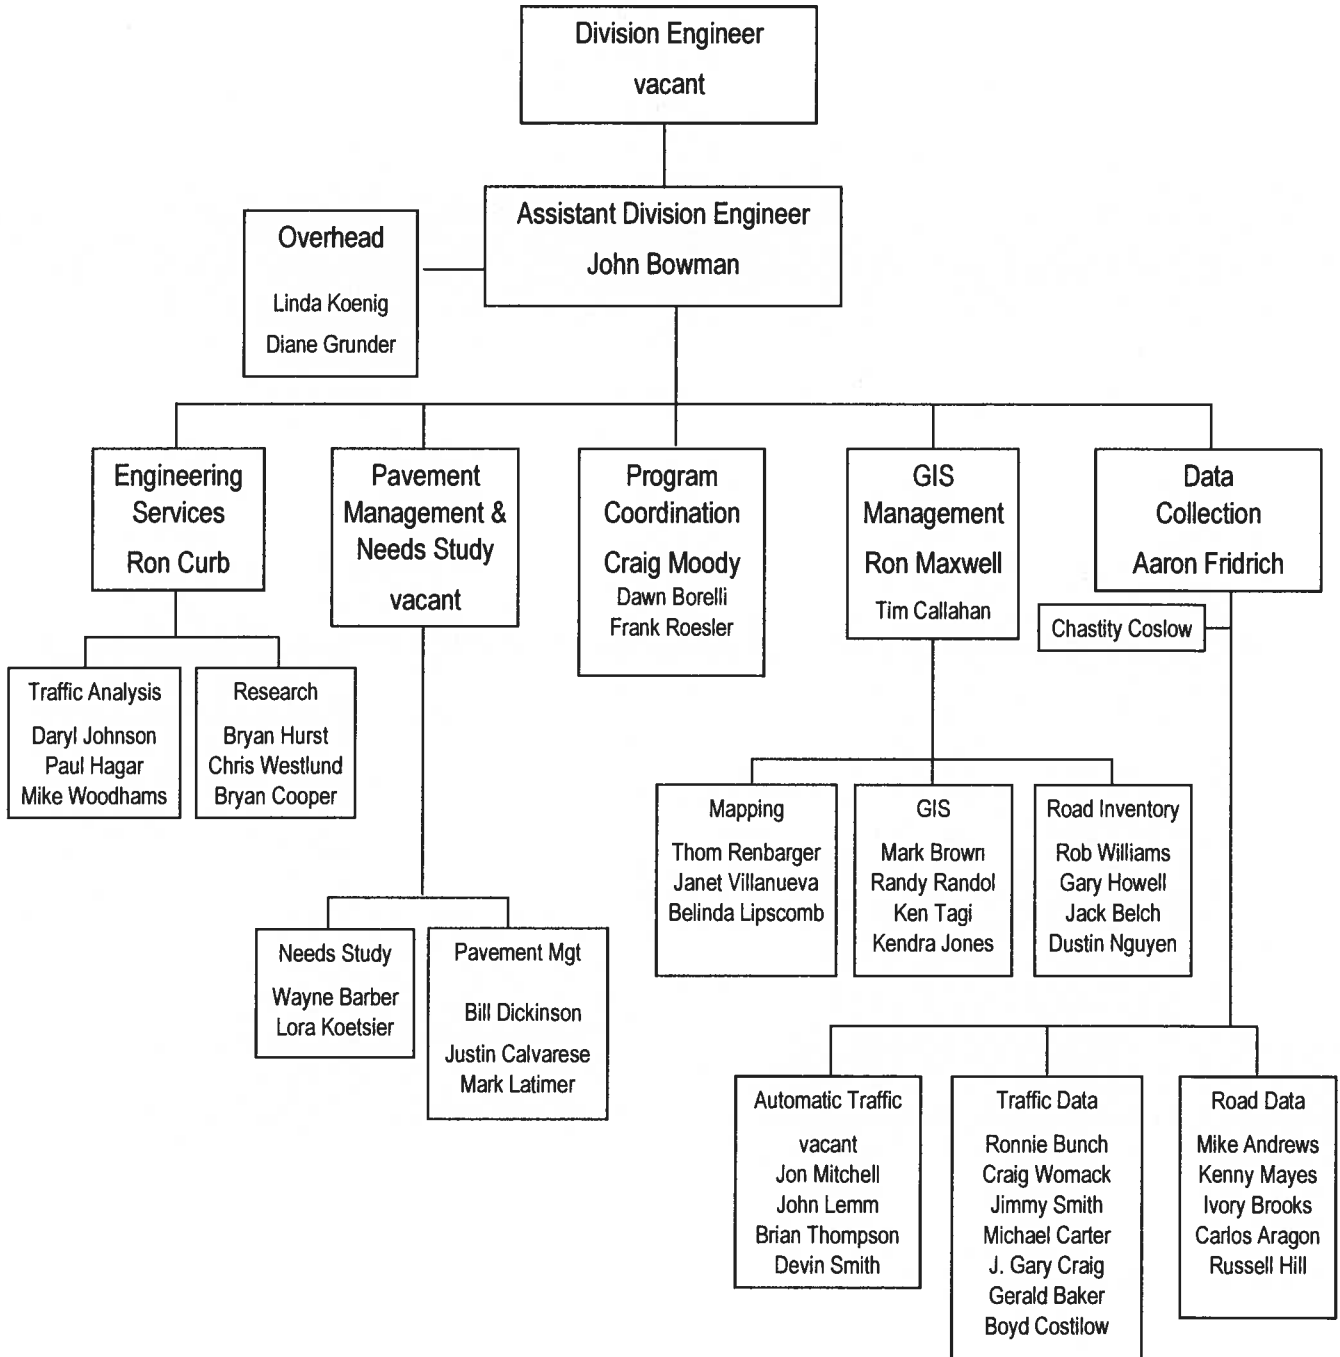 Division Engineer
vacant
Assistant Division Engineer
John Bowman
Overhead
Linda Koenig
Diane Grunder
Engineering
Services
Ron Curb
Pavement
Management &
Needs Study
vacant
Program
Coordination
Craig Moody
Dawn Borelli
Frank Roesler
GIS
Management
Ron Maxwell
Tim Callahan
Data
Collection
Aaron Fridrich
Chastity Coslow
Traffic Analysis
Daryl Johnson
Paul Hagar
Mike Woodhams
Research
Bryan Hurst
Chris Westlund
Bryan Cooper
Needs Study
Wayne Barber
Lora Koetsier
Pavement Mgt
Bill Dickinson
Justin Calvarese
Mark Latimer
Mapping
Thom Renbarger
Janet Villanueva
Belinda Lipscomb
GIS
Mark Brown
Randy Randol
Ken Tagi
Kendra Jones
Road Inventory
Rob Williams
Gary Howell
Jack Belch
Dustin Nguyen
Automatic Traffic
vacant
Jon Mitchell
John Lemm
Brian Thompson
Devin Smith
Traffic Data
Ronnie Bunch
Craig Womack
Jimmy Smith
Michael Carter
J. Gary Craig
Gerald Baker
Boyd Costilow
Road Data
Mike Andrews
Kenny Mayes
Ivory Brooks
Carlos Aragon
Russell Hill